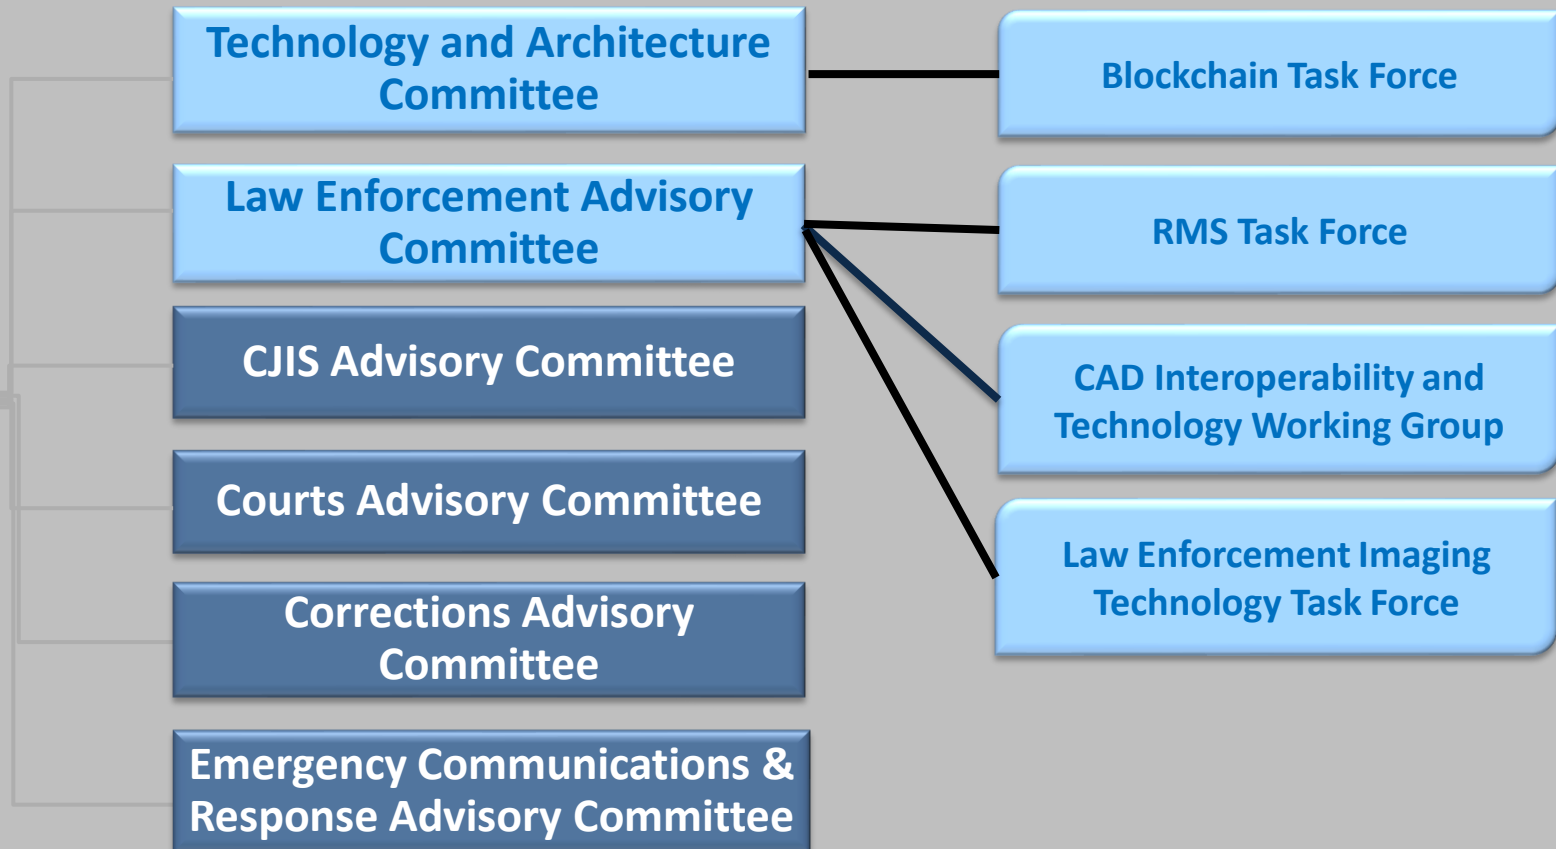 Technology and Architecture
Committee
Blockchain Task Force
Law Enforcement Advisory
Committee
RMS Task Force
CJIS Advisory Committee
CAD Interoperability and
Technology Working Group
Courts Advisory Committee
Law Enforcement Imaging
Technology Task Force
Corrections Advisory
Committee
Emergency Communications &
Response Advisory Committee